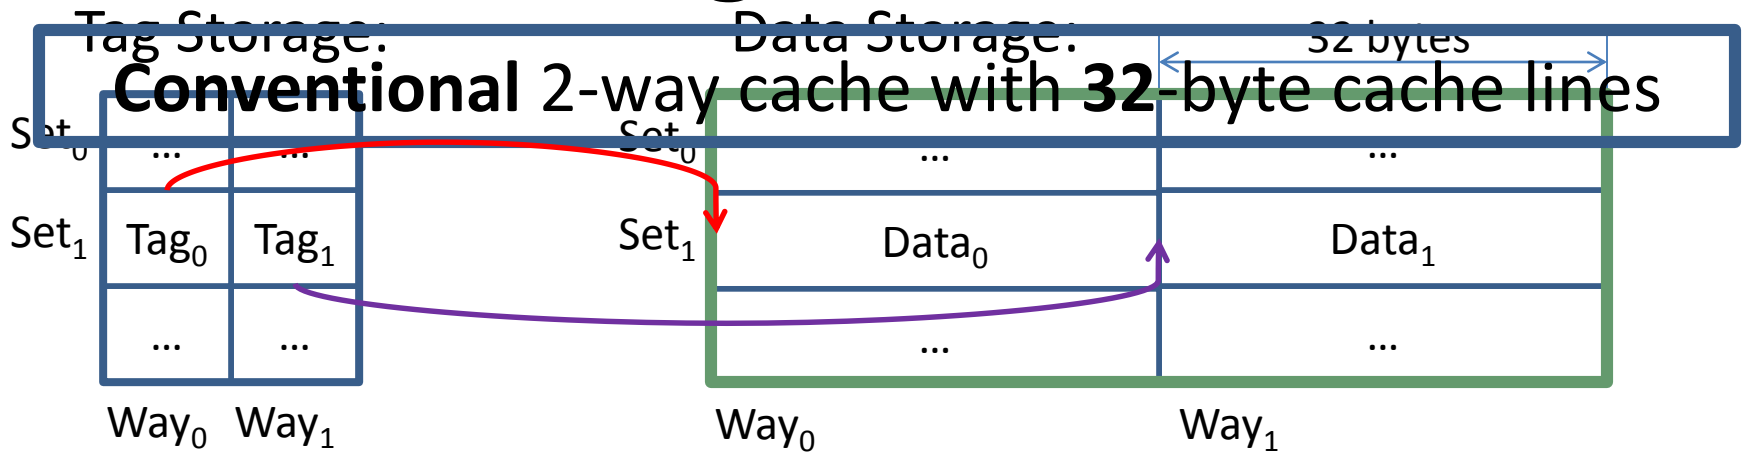 Tag Storage: Data Storage: 32 bytes
Conventional 2-way cache with 32-byte cache lines
Set₀ ... ... Set₀ ... ...
Set₁ Tag₀ Tag₁ Set₁ Data₀ Data₁
... ... ... ...
Way₀ Way₁ Way₀ Way₁